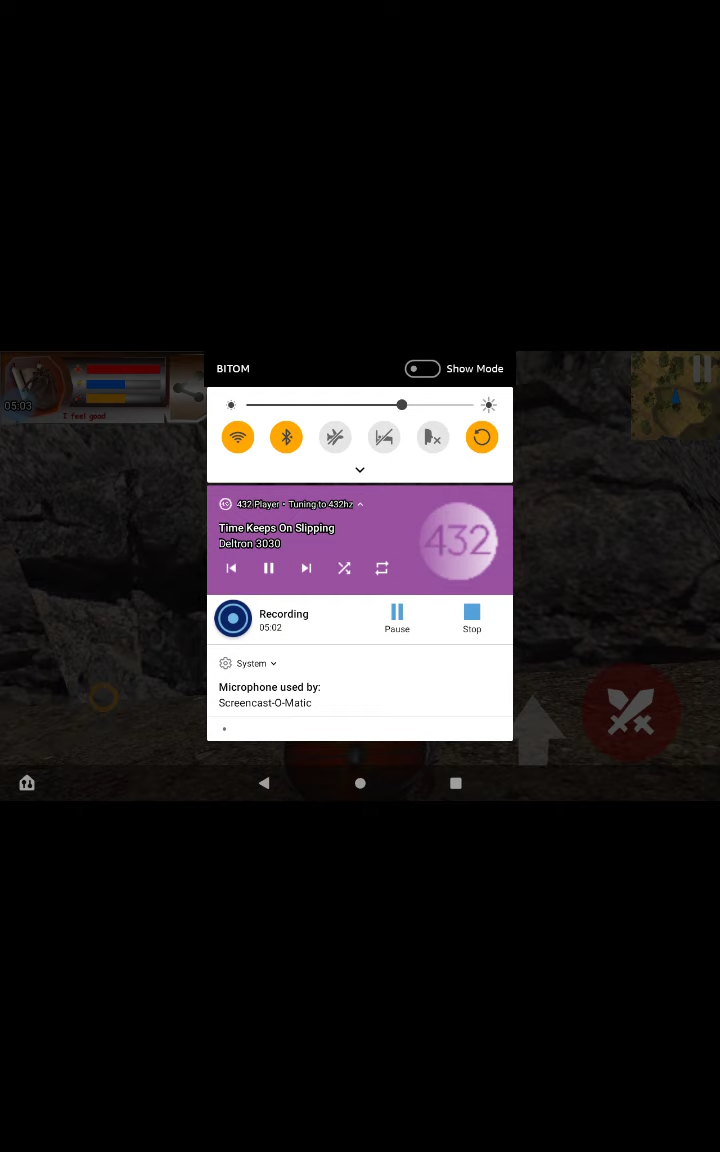 BITOM
Show Mode
05:03
I feel good
432 Player • Tuning to 432hz
Time Keeps On Slipping
Deltron 3030
432
Recording
05:02
Pause
Stop
System
Microphone used by:
Screencast-O-Matic